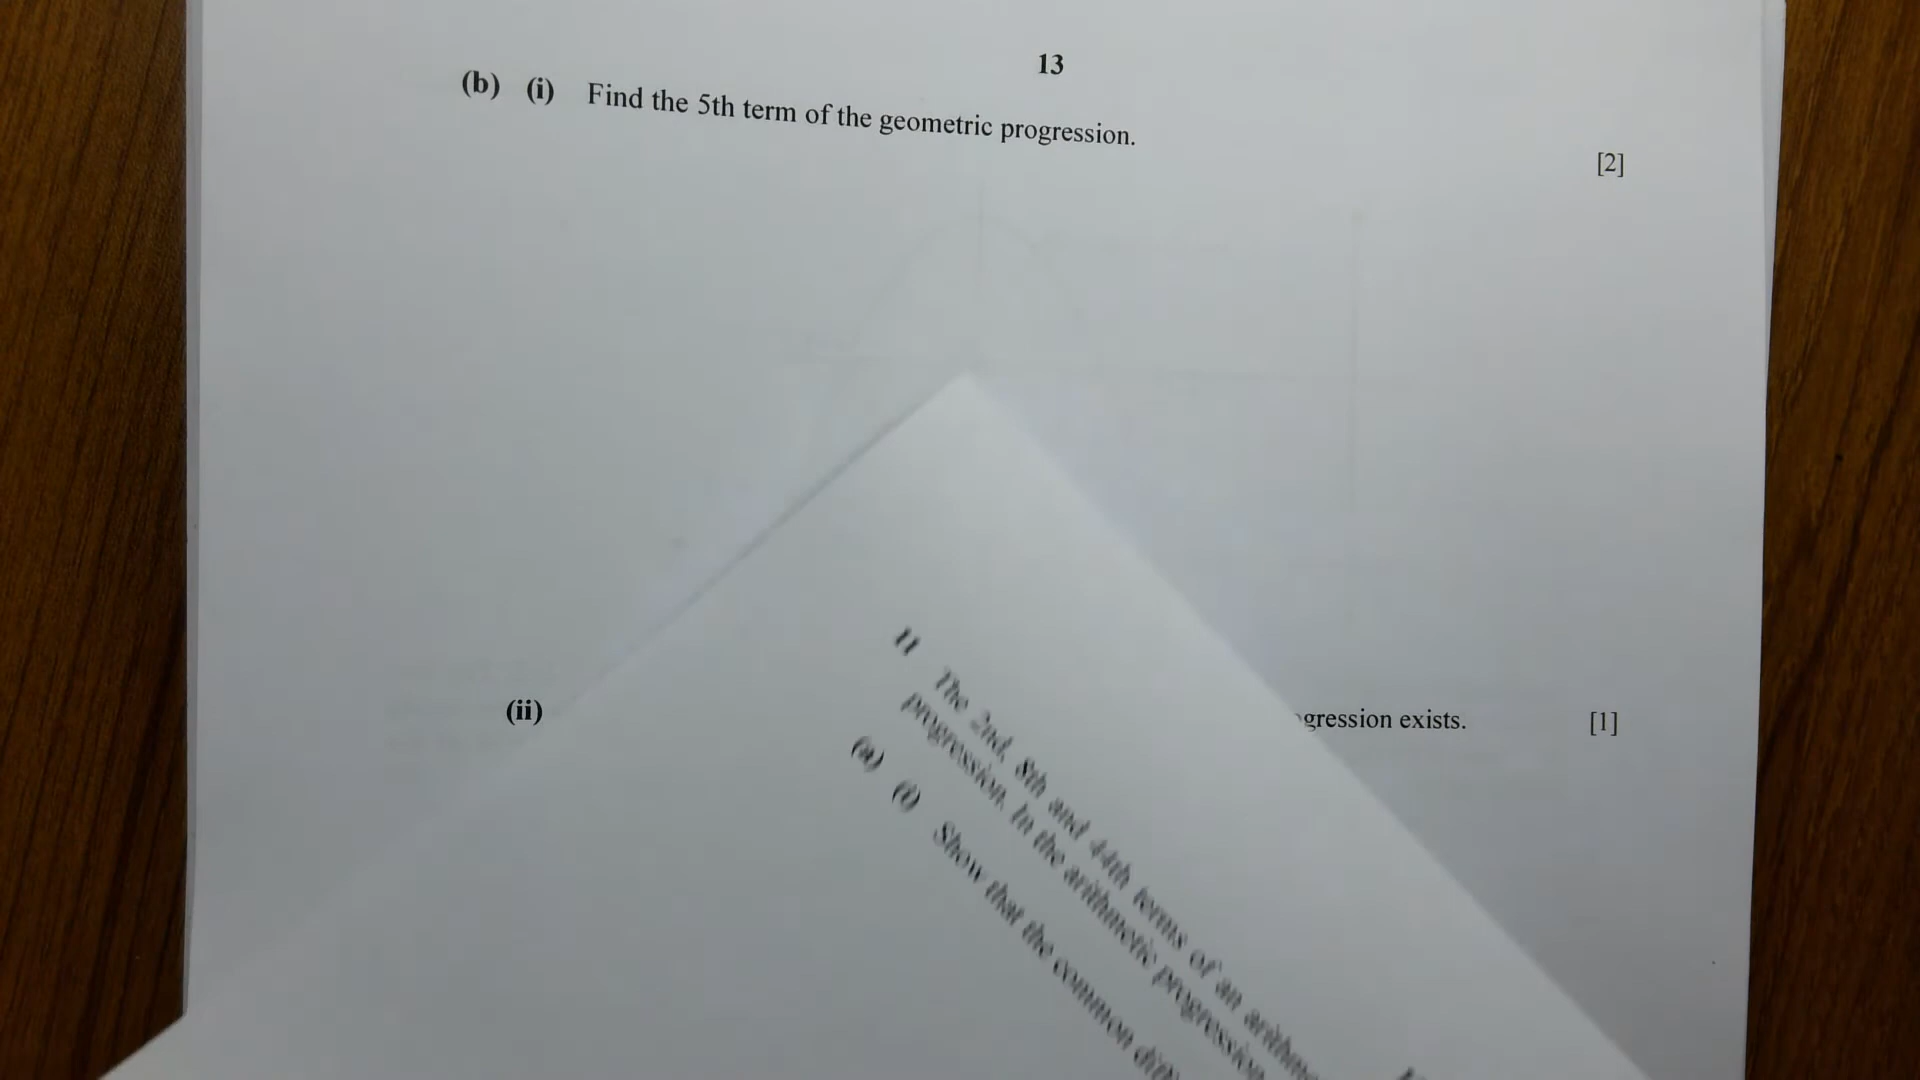 13
(b) (i) Find the 5th term of the geometric progression.
[2]
(ii) gression exists. [1]
11 The 2nd, 8th and 44th terms of an arithme
progression. In the arithmetic progression
(a) (i) Show that the common